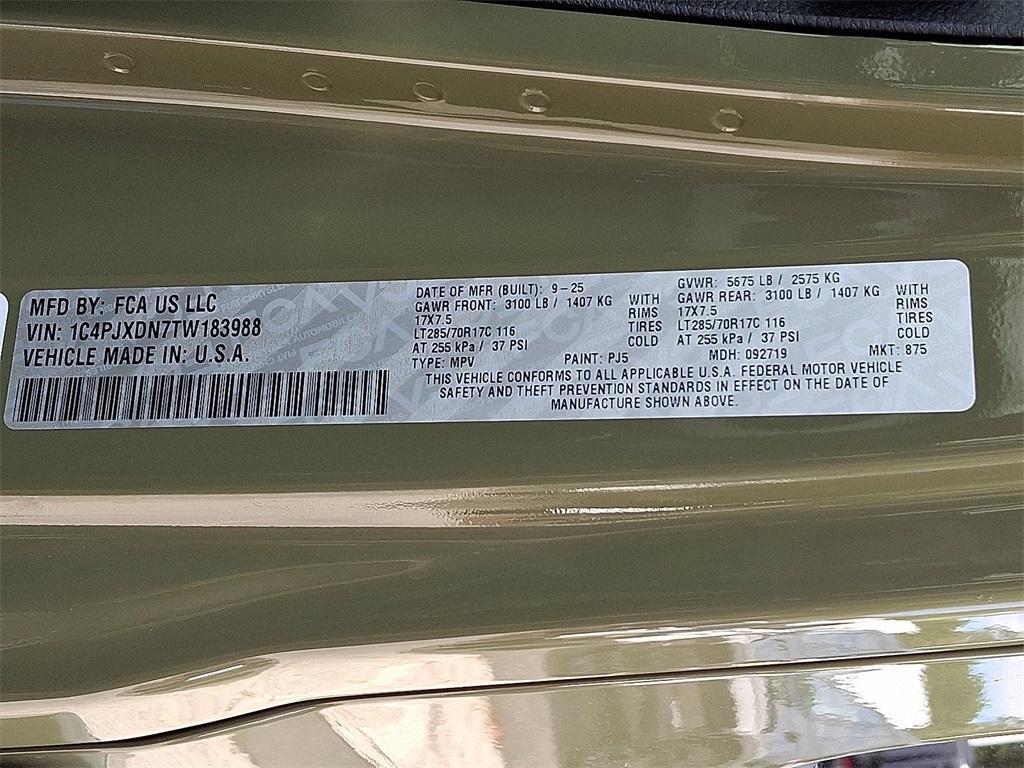 MFD BY: FCA US LLC
VIN: 1C4PJXDN7TW183988
VEHICLE MADE IN: U.S.A.
DATE OF MFR (BUILT): 9-25
GAWR FRONT: 3100 LB / 1407 KG WITH
17X7.5 RIMS
LT285/70R17C 116 TIRES
AT 255 kPa / 37 PSI COLD
GVWR: 5675 LB / 2575 KG
GAWR REAR: 3100 LB / 1407 KG WITH
17X7.5 RIMS
LT285/70R17C 116 TIRES
AT 255 kPa / 37 PSI COLD
TYPE: MPV PAINT: PJ5 MDH: 092719 MKT: 875
THIS VEHICLE CONFORMS TO ALL APPLICABLE U.S.A. FEDERAL MOTOR VEHICLE
SAFETY AND THEFT PREVENTION STANDARDS IN EFFECT ON THE DATE OF
MANUFACTURE SHOWN ABOVE.